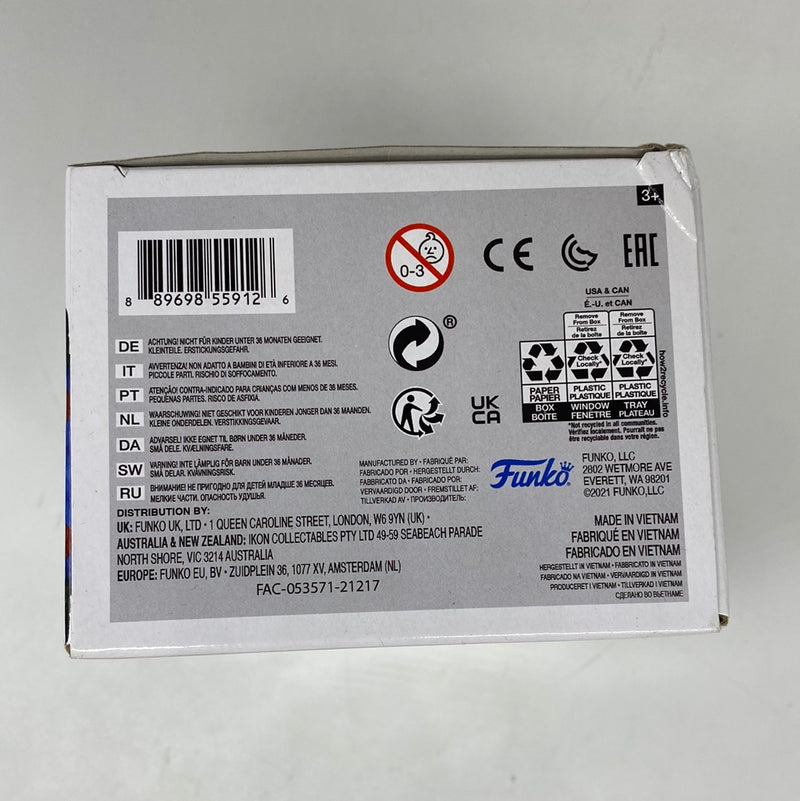 3+
8 89698 55912 6
0-3
CE
EAC
®
USA & CAN
É.-U. et CAN
Remove From Box
Retirez de la boîte
Remove From Box
Retirez de la boîte
Check Locally*
Check Locally*
PAPER
PAPIER
BOX
BOÎTE
PLASTIC
PLASTIQUE
WINDOW
FENÊTRE
PLASTIC
PLASTIQUE
TRAY
PLATEAU
how2recycle.info
*Not recycled in all communities.
Vérifiez localement. Pourrait ne pas
être recyclable dans votre région.
UK
CA
DE ACHTUNG! NICHT FÜR KINDER UNTER 36 MONATEN GEEIGNET.
KLEINTEILE. ERSTICKUNGSGEFAHR.
IT AVVERTENZA! NON ADATTO A BAMBINI DI ETÀ INFERIORE A 36 MESI.
PICCOLE PARTI. RISCHIO DI SOFFOCAMENTO.
PT ATENÇÃO! CONTRA-INDICADO PARA CRIANÇAS COM MENOS DE 36 MESES.
PEQUENAS PARTES. RISCO DE ASFIXIA.
NL WAARSCHUWING! NIET GESCHIKT VOOR KINDEREN JONGER DAN 36 MAANDEN.
KLEINE ONDERDELEN. VERSTIKKINGSGEVAAR.
DA ADVARSEL! IKKE EGNET TIL BØRN UNDER 36 MÅNEDER.
SMÅ DELE. KVÆLNINGSFARE.
SW VARNING! INTE LÄMPLIG FÖR BARN UNDER 36 MÅNADER.
SMÅ DELAR. KVÄVNINGSRISK.
RU ВНИМАНИЕ! НЕ ПРИГОДНО ДЛЯ ДЕТЕЙ МЛАДШЕ 36 МЕСЯЦЕВ.
МЕЛКИЕ ЧАСТИ. ОПАСНОСТЬ УДУШЬЯ.
MANUFACTURED BY • FABRIQUÉ PAR:
FABRICADO POR • HERGESTELLT DURCH:
FABRICATO DA • FABRICADO POR:
VERVAARDIGD DOOR • FREMSTILLET AF:
TILLVERKAD AV • ПРОИЗВОДИТЕЛЬ:
Funko
FUNKO, LLC
2802 WETMORE AVE
EVERETT, WA 98201
©2021 FUNKO,LLC
DISTRIBUTION BY:
UK: FUNKO UK, LTD • 1 QUEEN CAROLINE STREET, LONDON, W6 9YN (UK) •
AUSTRALIA & NEW ZEALAND: IKON COLLECTABLES PTY LTD 49-59 SEABEACH PARADE
NORTH SHORE, VIC 3214 AUSTRALIA
EUROPE: FUNKO EU, BV • ZUIDPLEIN 36, 1077 XV, AMSTERDAM (NL)
FAC-053571-21217
MADE IN VIETNAM
FABRIQUÉ EN VIETNAM
FABRICADO EN VIETNAM
HERGESTELLT IN VIETNAM • FABBRICATO IN VIETNAM
FABRICADO NA VIETNAM • VERVAARDIGD IN VIETNAM
PRODUCERET I VIETNAM • TILLVERKAD I VIETNAM
СДЕЛАНО ВО ВЬЕТНАМЕ